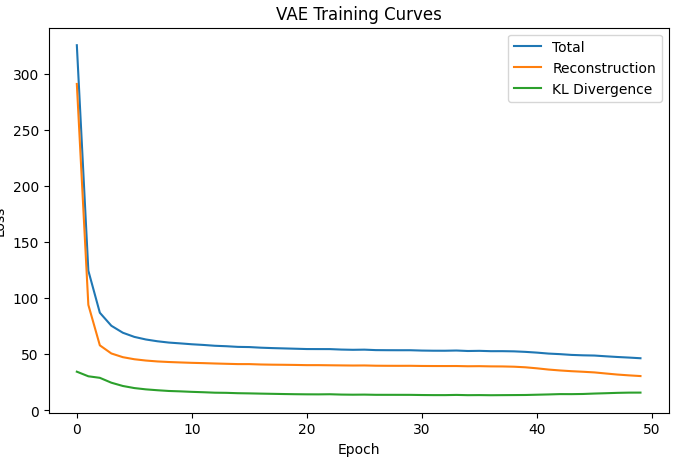 VAE Training Curves
Total
Reconstruction
KL Divergence
300
250
200
150
100
50
0
Loss
0 10 20 30 40 50
Epoch